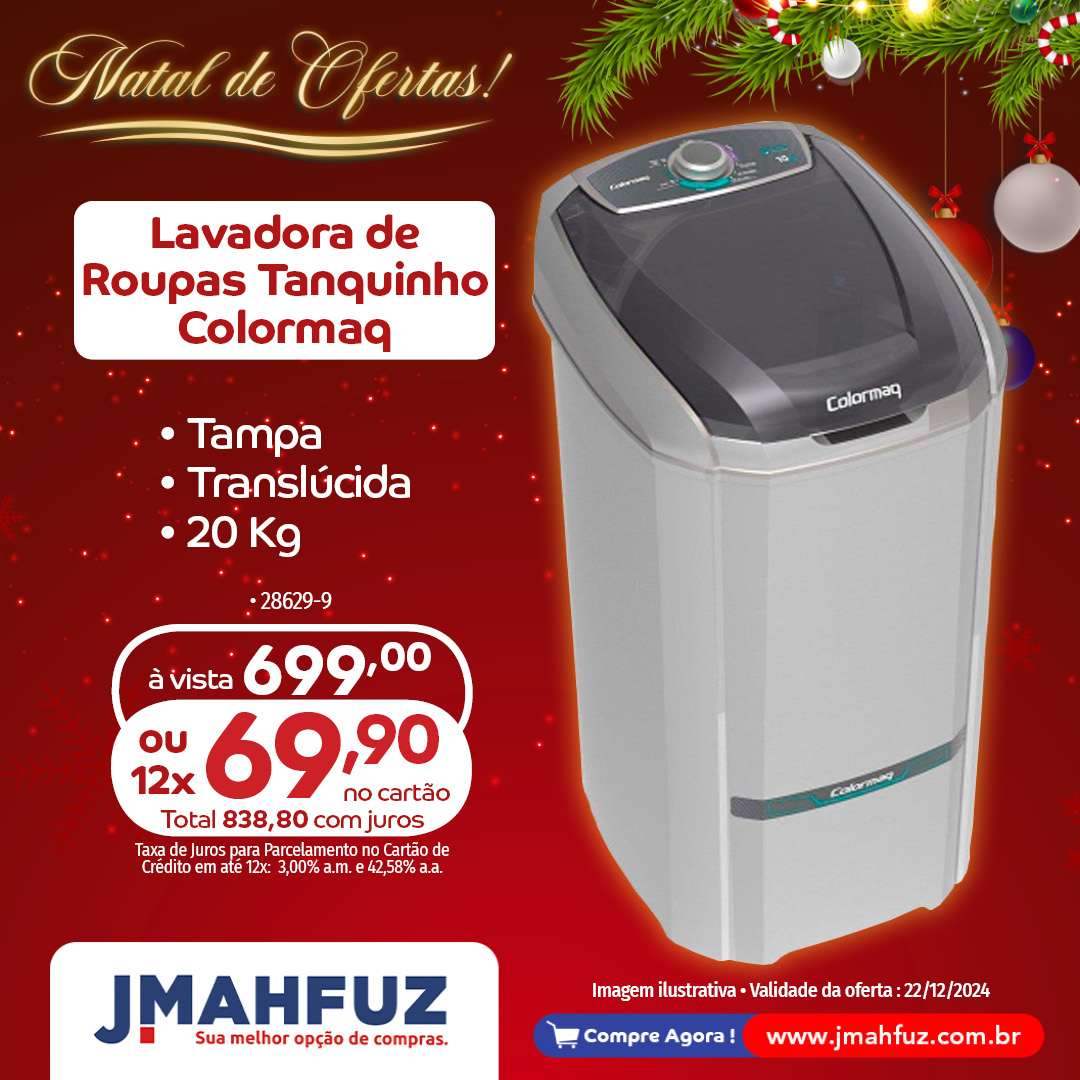 Natal de Ofertas!
Lavadora de
Roupas Tanquinho
Colormaq
• Tampa
• Translúcida
• 20 Kg
• 28629-9
à vista 699,00
ou
12x 69,90
no cartão
Total 838,80 com juros
Taxa de Juros para Parcelamento no Cartão de
Crédito em até 12x: 3,00% a.m. e 42,58% a.a.
Colormaq
10
Colormaq
Colormaq
JMAHFUZ
Sua melhor opção de compras.
Imagem ilustrativa • Validade da oferta : 22/12/2024
Compre Agora !
www.jmahfuz.com.br